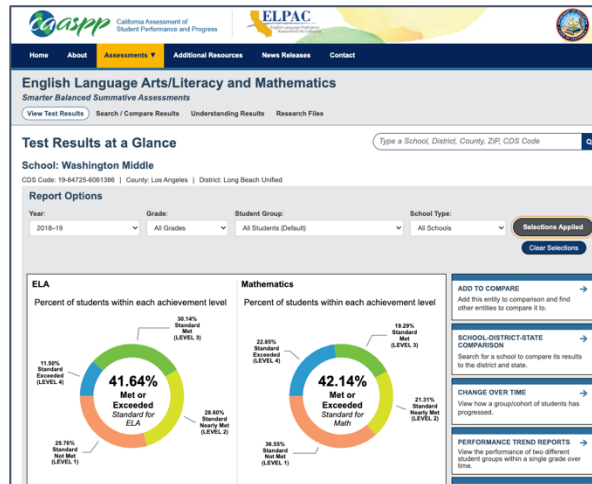 caaspp
California Assessment of
Student Performance and Progress
ELPAC
English Language Proficiency
Assessments for California
Home About Assessments ▼ Additional Resources News Releases Contact
English Language Arts/Literacy and Mathematics
Smarter Balanced Summative Assessments
View Test Results Search / Compare Results Understanding Results Research Files
Test Results at a Glance
Type a School, District, County, ZIP, CDS Code
School: Washington Middle
CDS Code: 19-64725-6061386 | County: Los Angeles | District: Long Beach Unified
Report Options
Year: Grade: Student Group: School Type:
2018–19 All Grades All Students (Default) All Schools Selections Applied
Clear Selections
ELA
Percent of students within each achievement level
30.14%
Standard
Met
(LEVEL 3)
11.50%
Standard
Exceeded
(LEVEL 4)
41.64%
Met or
Exceeded
Standard for
ELA
28.60%
Standard
Nearly Met
(LEVEL 2)
29.76%
Standard
Not Met
(LEVEL 1)
Mathematics
Percent of students within each achievement level
19.29%
Standard
Met
(LEVEL 3)
22.85%
Standard
Exceeded
(LEVEL 4)
42.14%
Met or
Exceeded
Standard for
Math
21.31%
Standard
Nearly Met
(LEVEL 2)
36.55%
Standard
Not Met
(LEVEL 1)
ADD TO COMPARE
Add this entity to comparison and find
other entities to compare it to.
SCHOOL-DISTRICT-STATE
COMPARISON
Search for a school to compare its results
to the district and state.
CHANGE OVER TIME
View how a group/cohort of students has
progressed.
PERFORMANCE TREND REPORTS
View the performance of two different
student groups within a single grade over
time.